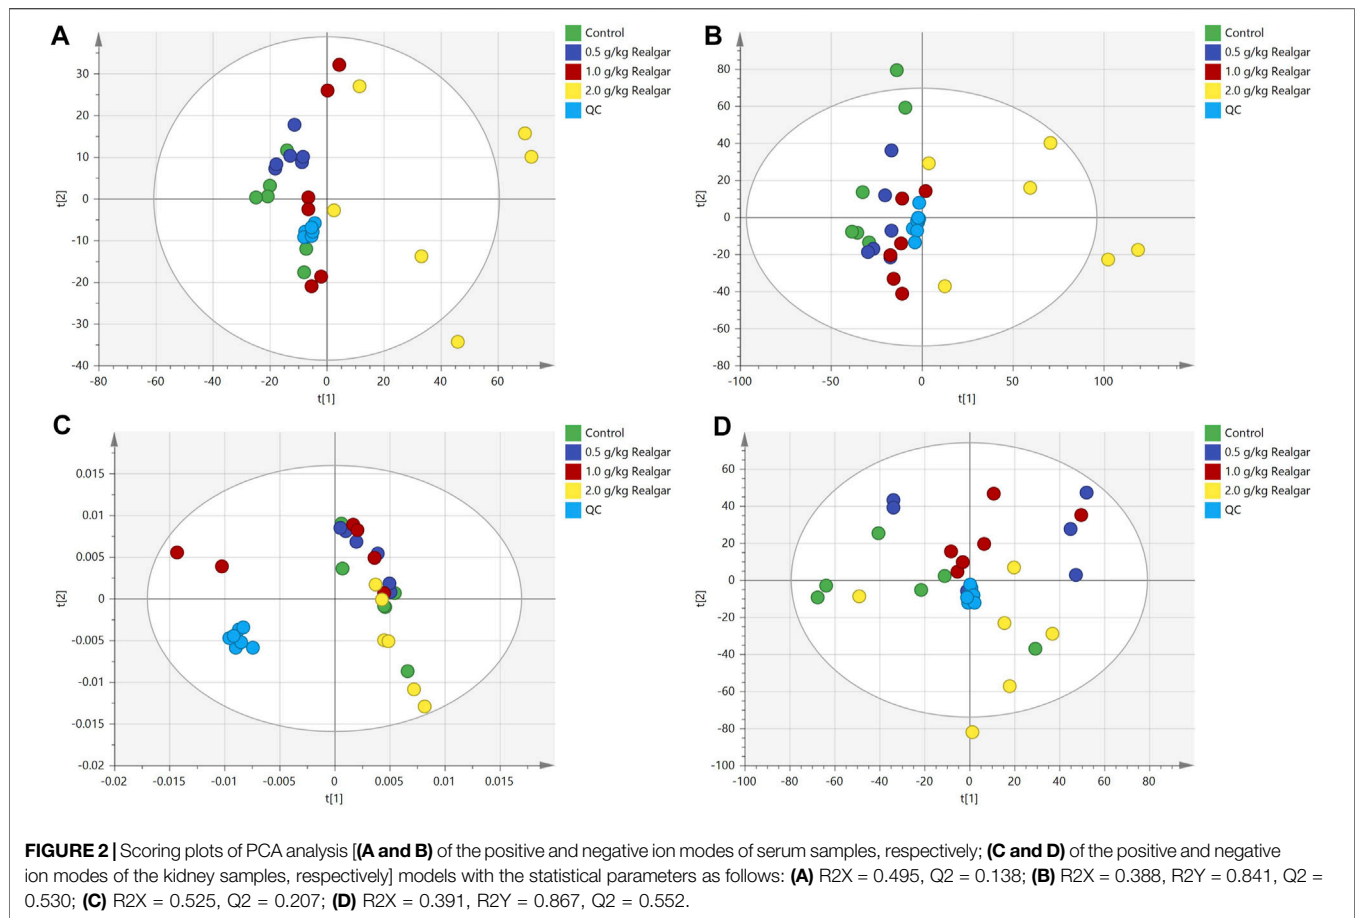 A
t[2]
30
20
10
0
-10
-20
-30
-40
-80 -60 -40 -20 0 20 40 60
t[1]
Control
0.5 g/kg Realgar
1.0 g/kg Realgar
2.0 g/kg Realgar
QC
B
t[2]
80
60
40
20
0
-20
-40
-60
-80
-100 -50 0 50 100
t[1]
Control
0.5 g/kg Realgar
1.0 g/kg Realgar
2.0 g/kg Realgar
QC
C
t[2]
0.015
0.01
0.005
0
-0.005
-0.01
-0.015
-0.02
-0.02 -0.015 -0.01 -0.005 0 0.005 0.01 0.015
t[1]
Control
0.5 g/kg Realgar
1.0 g/kg Realgar
2.0 g/kg Realgar
QC
D
t[2]
60
40
20
0
-20
-40
-60
-80
-100
-100 -80 -60 -40 -20 0 20 40 60 80
t[1]
Control
0.5 g/kg Realgar
1.0 g/kg Realgar
2.0 g/kg Realgar
QC
FIGURE 2 | Scoring plots of PCA analysis [(A and B) of the positive and negative ion modes of serum samples, respectively; (C and D) of the positive and negative
ion modes of the kidney samples, respectively] models with the statistical parameters as follows: (A) R2X = 0.495, Q2 = 0.138; (B) R2X = 0.388, R2Y = 0.841, Q2 =
0.530; (C) R2X = 0.525, Q2 = 0.207; (D) R2X = 0.391, R2Y = 0.867, Q2 = 0.552.